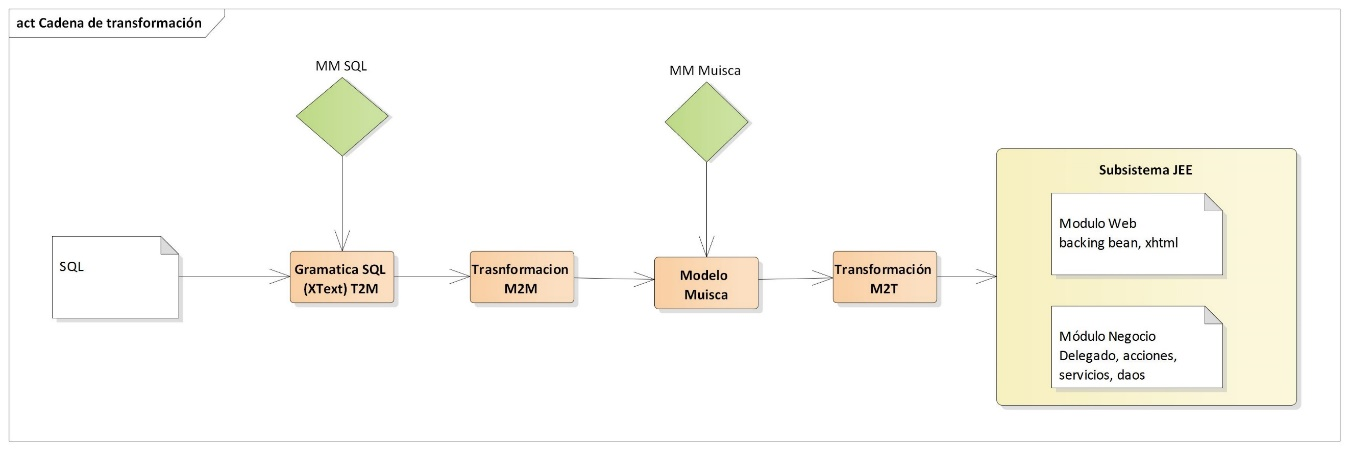 act Cadena de transformación
MM SQL
MM Muisca
SQL
Gramatica SQL
(XText) T2M
Trasnformacion
M2M
Modelo
Muisca
Transformación
M2T
Subsistema JEE
Modulo Web
backing bean, xhtml
Módulo Negocio
Delegado, acciones,
servicios, daos